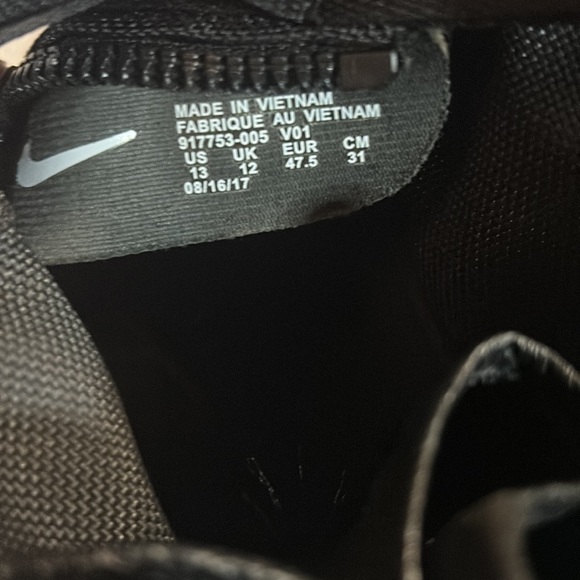 MADE IN VIETNAM
FABRIQUE AU VIETNAM
917753-005 V01
US UK EUR CM
13 12 47.5 31
08/16/17